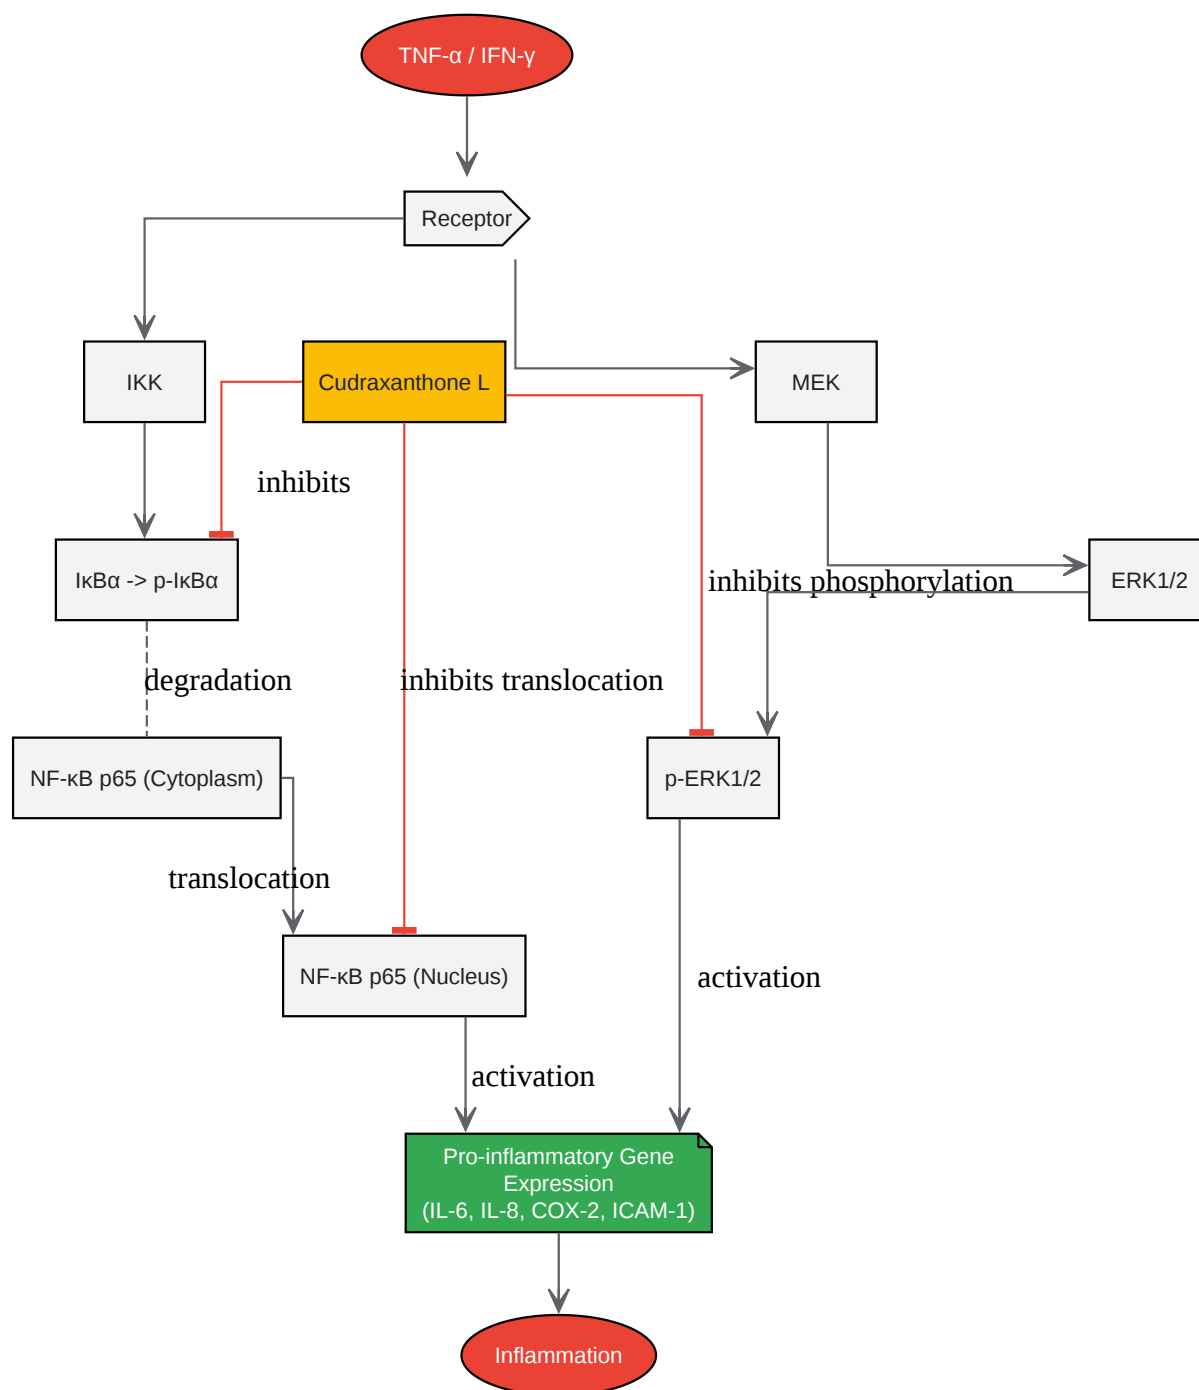 TNF-α / IFN-γ
Receptor
IKK
Cudraxanthone L
MEK
inhibits
IκBα -> p-IκBα
inhibits phosphorylation
ERK1/2
degradation
inhibits translocation
NF-κB p65 (Cytoplasm)
p-ERK1/2
translocation
NF-κB p65 (Nucleus)
activation
activation
Pro-inflammatory Gene
Expression
(IL-6, IL-8, COX-2, ICAM-1)
Inflammation